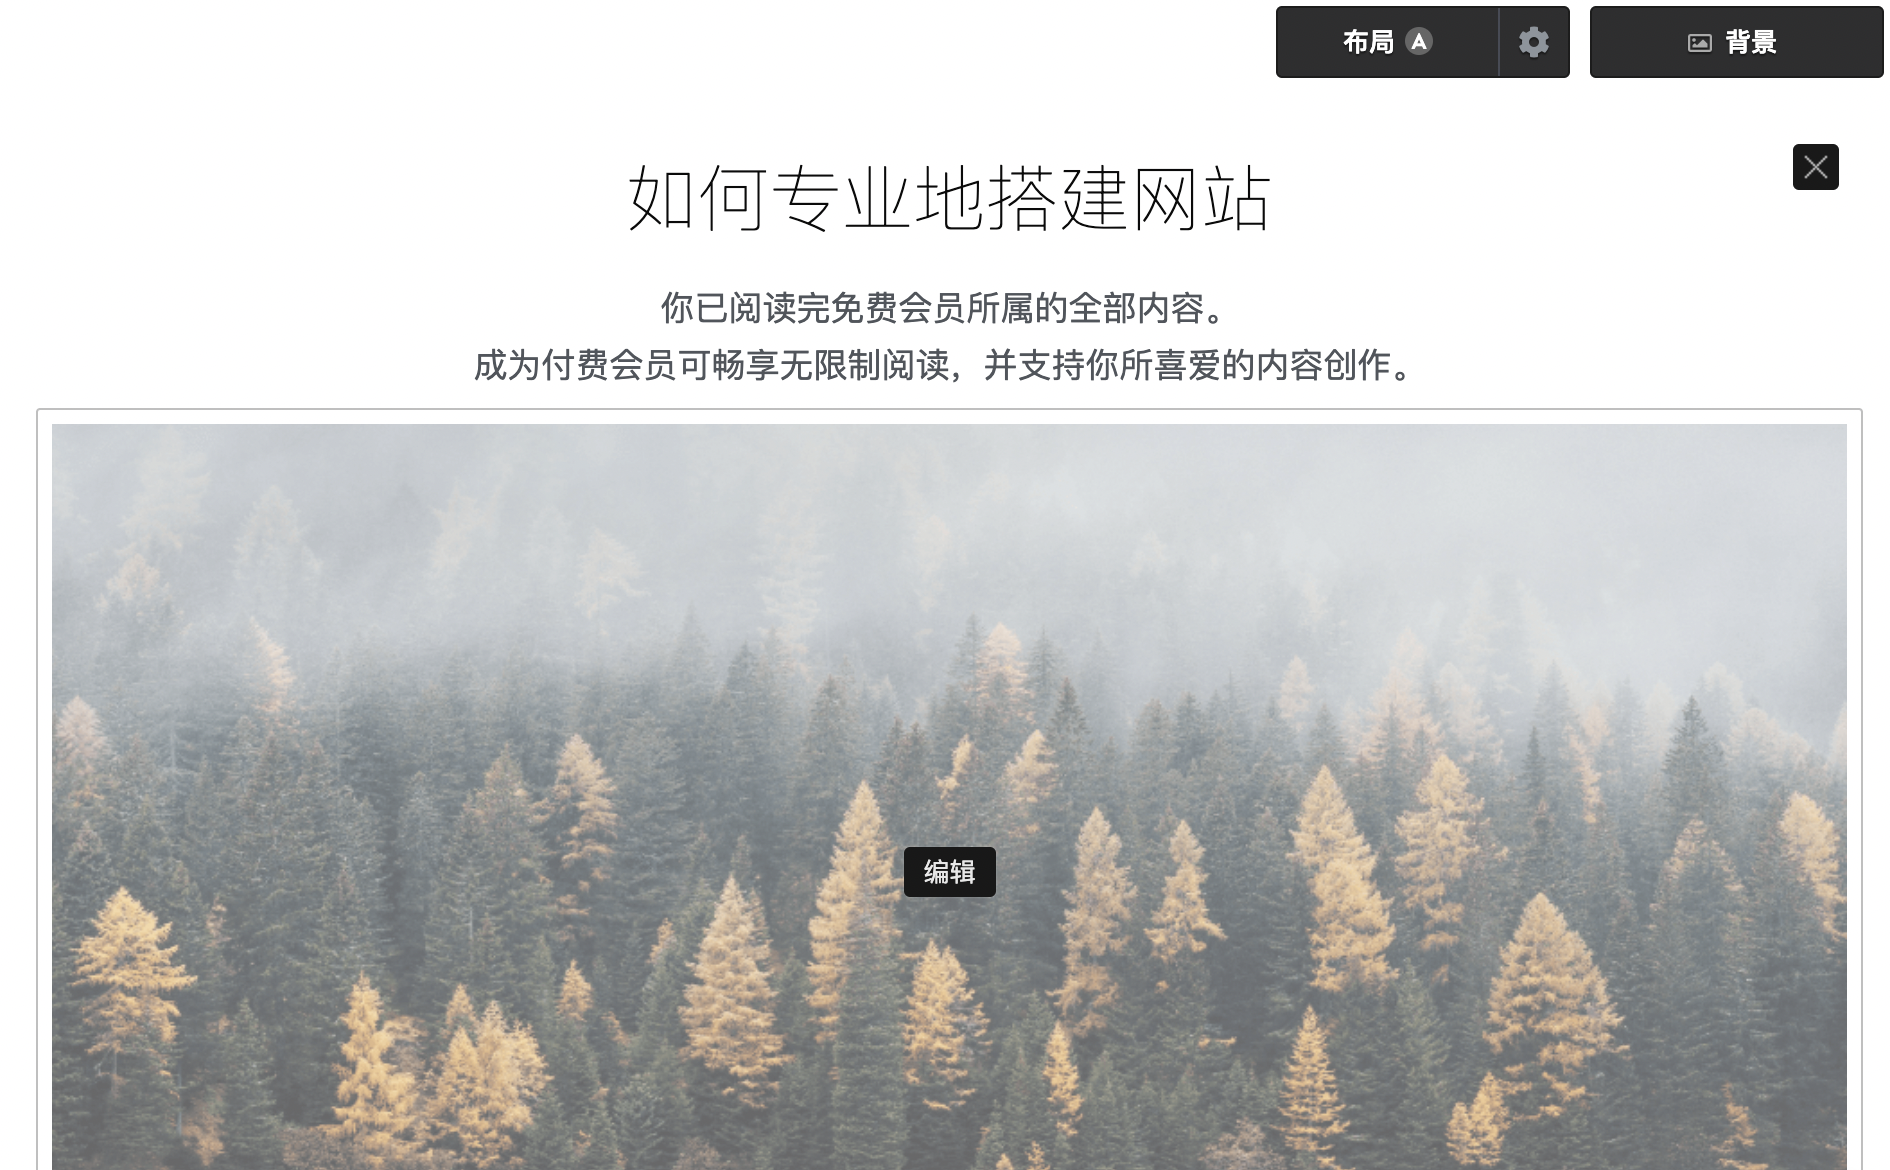 布局 A
背景
如何专业地搭建网站
你已阅读完免费会员所属的全部内容。
成为付费会员可畅享无限制阅读，并支持你所喜爱的内容创作。
编辑